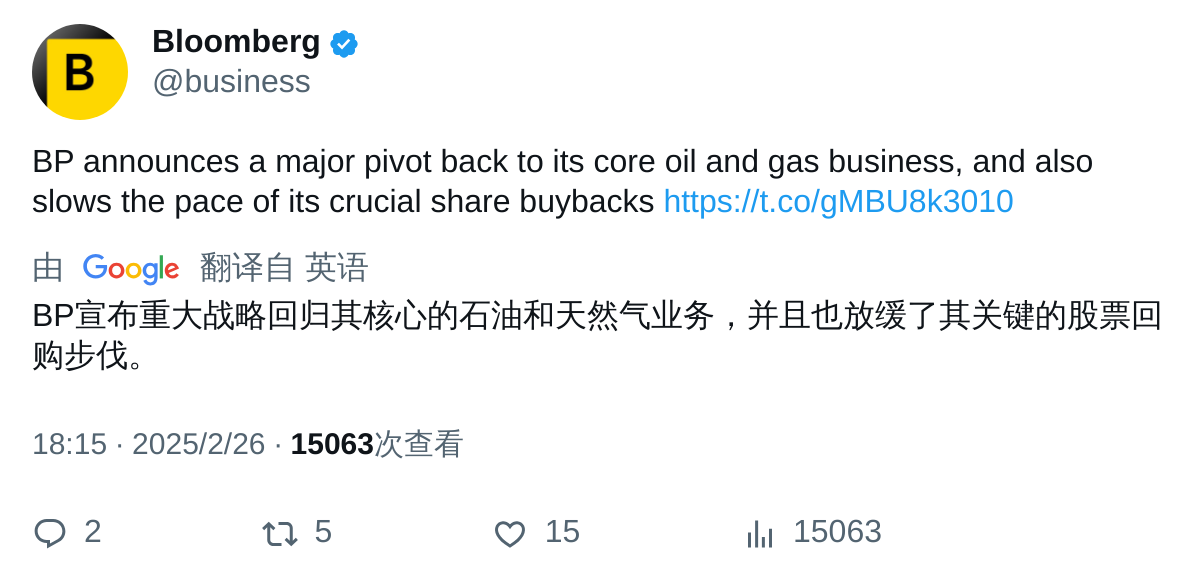 B
Bloomberg
@business
BP announces a major pivot back to its core oil and gas business, and also
slows the pace of its crucial share buybacks https://t.co/gMBU8k3010
由 Google 翻译自 英语
BP宣布重大战略回归其核心的石油和天然气业务，并且也放缓了其关键的股票回
购步伐。
18:15 · 2025/2/26 · 15063次查看
2 5 15 15063